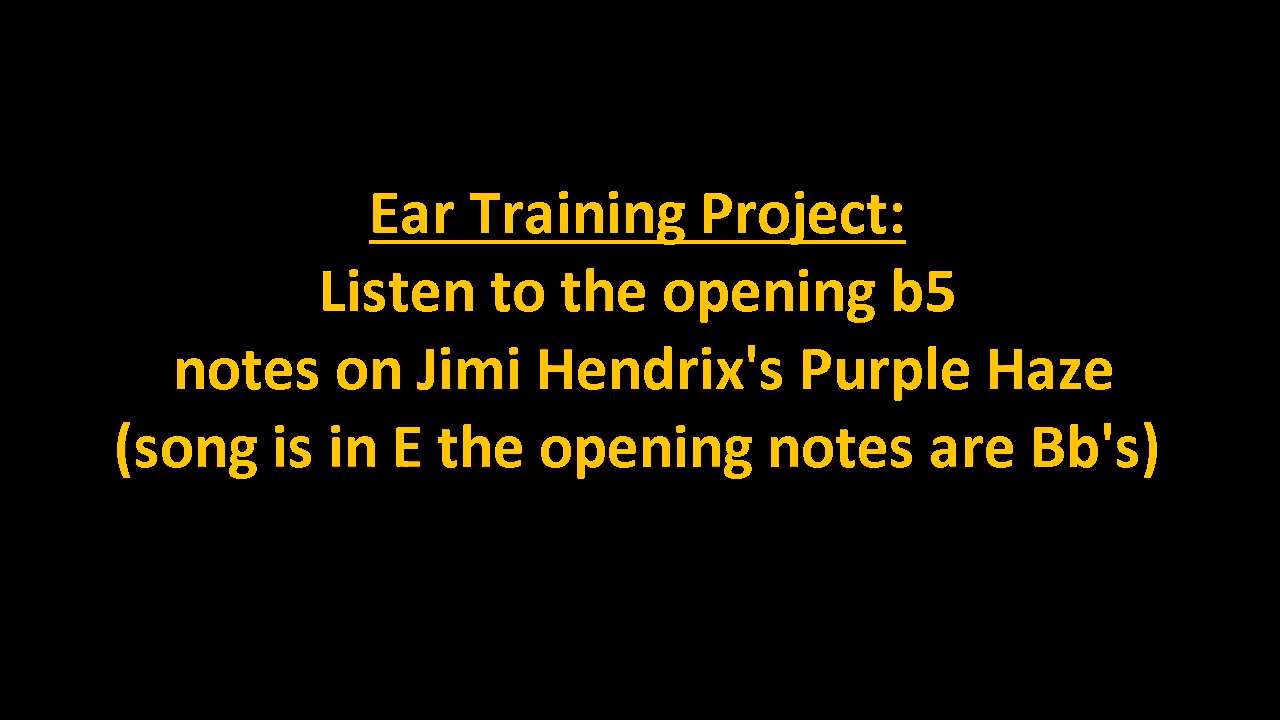 Ear Training Project:
Listen to the opening b5
notes on Jimi Hendrix's Purple Haze
(song is in E the opening notes are Bb's)